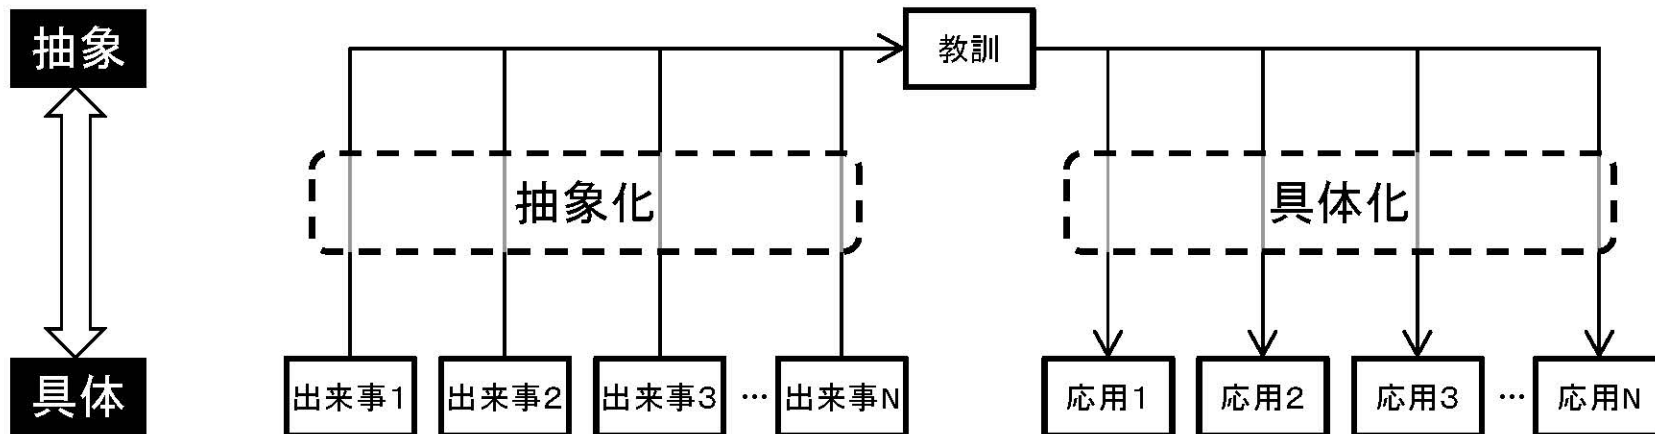 抽象
教訓
抽象化
具体化
具体
出来事1
出来事2
出来事3
…
出来事N
応用1
応用2
応用3
…
応用N